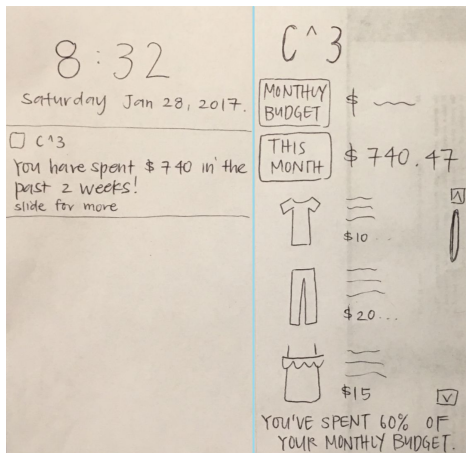 8:32
Saturday Jan 28, 2017.
C^3
You have spent $740 in the
past 2 weeks!
slide for more
C^3
MONTHLY
BUDGET
$
THIS
MONTH
$740.47
$10..
$20...
$15
YOU'VE SPENT 60% OF
YOUR MONTHLY BUDGET.